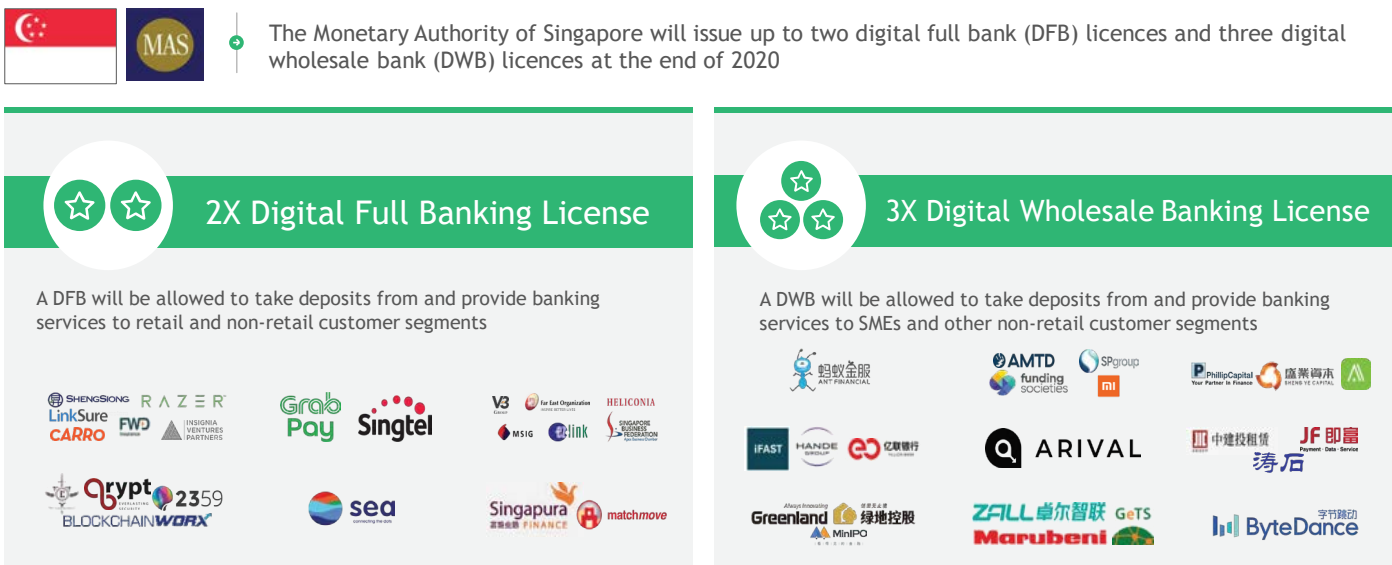 MAS
The Monetary Authority of Singapore will issue up to two digital full bank (DFB) licences and three digital
wholesale bank (DWB) licences at the end of 2020
2X Digital Full Banking License
A DFB will be allowed to take deposits from and provide banking
services to retail and non-retail customer segments
SHENGSIONG RAZER
LinkSure
CARRO FWD
INSIGNIA
VENTURES
PARTNERS
Grab
Pay
Singtel
V3
Far East Organization
HELICONIA
MSIG
link
SINGAPORE
BUSINESS
FEDERATION
Qrypt
2359
BLOCKCHAINWORX
sea
connecting the dots
Singapura
FINANCE
matchmove
3X Digital Wholesale Banking License
A DWB will be allowed to take deposits from and provide banking
services to SMEs and other non-retail customer segments
蚂蚁金服
ANT FINANCIAL
AMTD
SPgroup
funding
societies
mi
PhillipCapital
Your Partner In Finance
盛業資本
SHENG YE CAPITAL
iFAST
HANDE
GROUP
亿联银行
ARIVAL
中建投租赁
JF 即富
Payment · Data · Service
涛石
Always Innovating
Greenland 绿地控股
MiniPO
ZALL 卓尔智联 GeTS
Marubeni
字节跳动
ByteDance